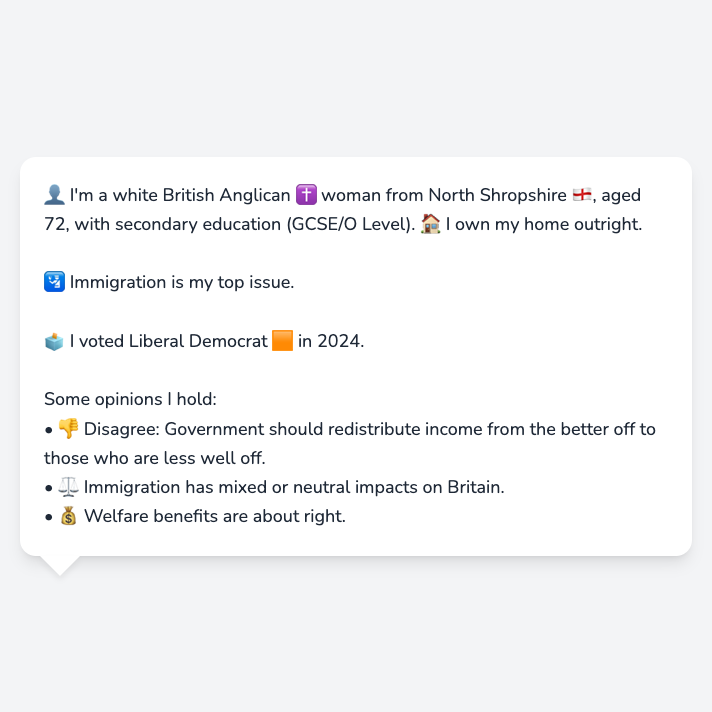 👤 I'm a white British Anglican ✝️ woman from North Shropshire 🏴󠁧󠁢󠁥󠁮󠁧󠁿, aged
72, with secondary education (GCSE/O Level). 🏠 I own my home outright.
🛂 Immigration is my top issue.
🗳️ I voted Liberal Democrat 🟧 in 2024.
Some opinions I hold:
• 👎 Disagree: Government should redistribute income from the better off to
those who are less well off.
• ⚖️ Immigration has mixed or neutral impacts on Britain.
• 💰 Welfare benefits are about right.